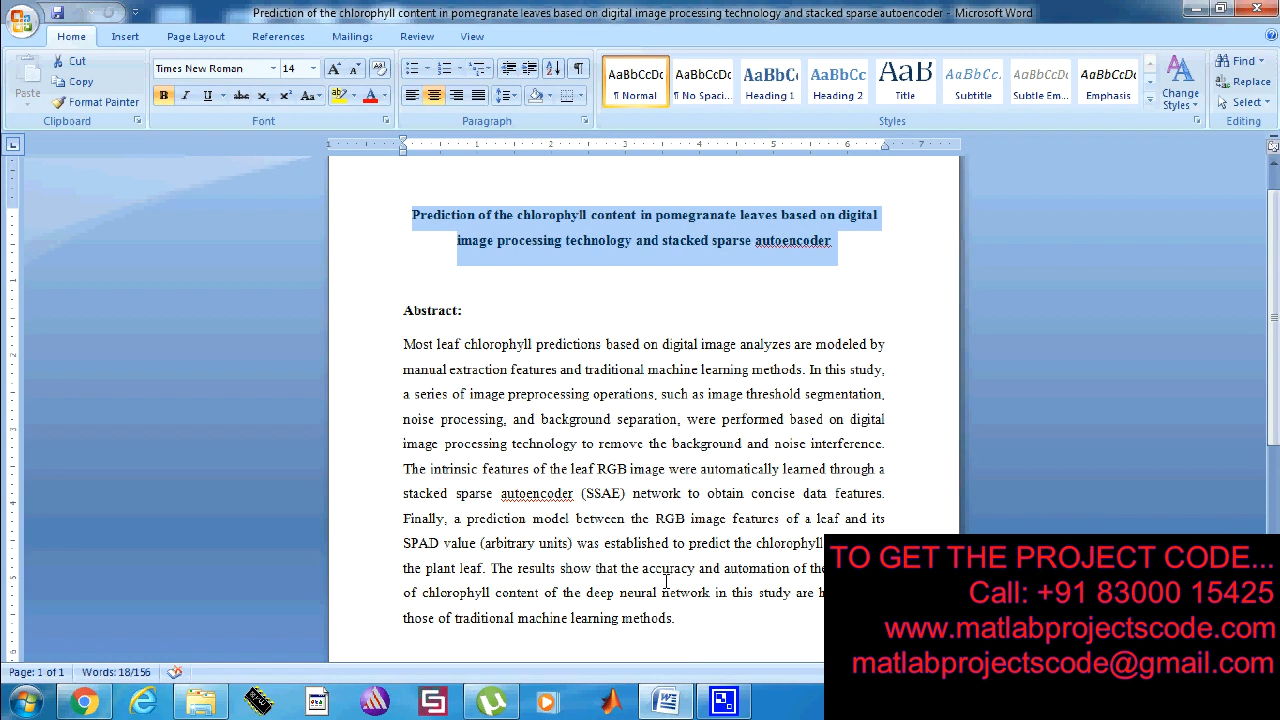 Prediction of the chlorophyll content in pomegranate leaves based on digital image processing technology and stacked sparse autoencoder - Microsoft Word
Home Insert Page Layout References Mailings Review View
Cut
Copy
Format Painter
Paste
Clipboard
Times New Roman 14
Font
Paragraph
AaBbCcDc AaBbCcDc AaBbCc AaBbCc AaB AaBbCc. AaBbCcDc AaBbCcDc
¶ Normal ¶ No Spaci... Heading 1 Heading 2 Title Subtitle Subtle Em... Emphasis
Change
Styles
Styles
Find
Replace
Select
Editing
1 1 2 3 4 5 6 7
Prediction of the chlorophyll content in pomegranate leaves based on digital
image processing technology and stacked sparse autoencoder
Abstract:
Most leaf chlorophyll predictions based on digital image analyzes are modeled by
manual extraction features and traditional machine learning methods. In this study,
a series of image preprocessing operations, such as image threshold segmentation,
noise processing, and background separation, were performed based on digital
image processing technology to remove the background and noise interference.
The intrinsic features of the leaf RGB image were automatically learned through a
stacked sparse autoencoder (SSAE) network to obtain concise data features.
Finally, a prediction model between the RGB image features of a leaf and its
SPAD value (arbitrary units) was established to predict the chlorophyll
the plant leaf. The results show that the accuracy and automation of the
of chlorophyll content of the deep neural network in this study are
those of traditional machine learning methods.
TO GET THE PROJECT CODE...
Call: +91 83000 15425
www.matlabprojectscode.com
matlabprojectscode@gmail.com
Page: 1 of 1 Words: 18/156